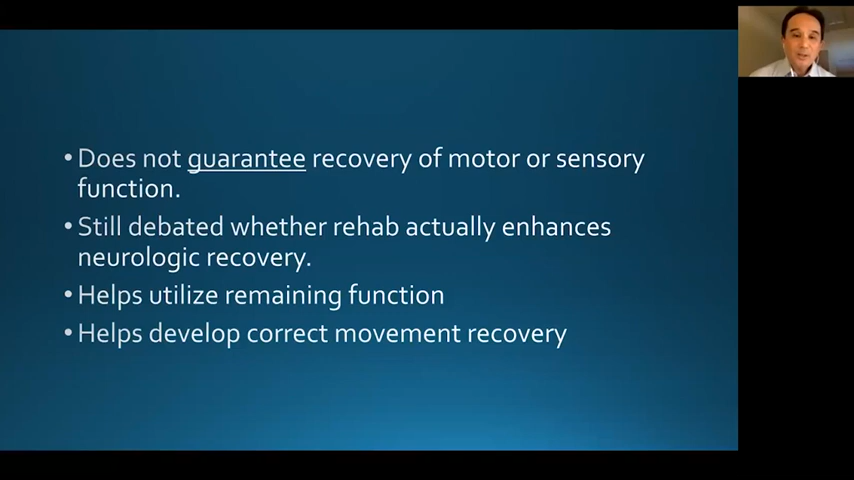 • Does not guarantee recovery of motor or sensory
function.
• Still debated whether rehab actually enhances
neurologic recovery.
• Helps utilize remaining function
• Helps develop correct movement recovery